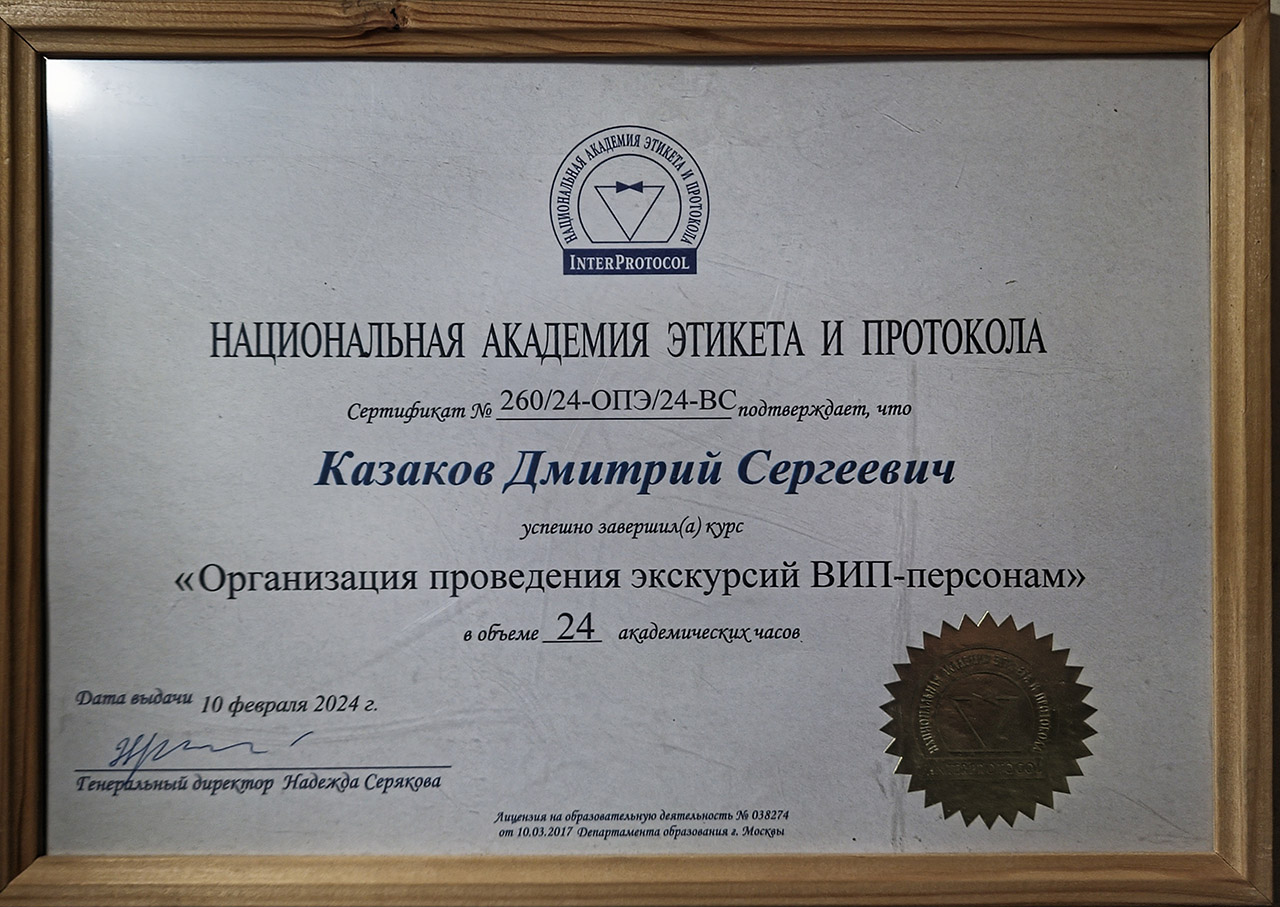 НАЦИОНАЛЬНАЯ АКАДЕМИЯ ЭТИКЕТА И ПРОТОКОЛА
INTERPROTOCOL
НАЦИОНАЛЬНАЯ АКАДЕМИЯ ЭТИКЕТА И ПРОТОКОЛА
Сертификат № 260/24-ОПЭ/24-ВС подтверждает, что
Казаков Дмитрий Сергеевич
успешно завершил(а) курс
«Организация проведения экскурсий ВИП-персонам»
в объеме 24 академических часов
Дата выдачи 10 февраля 2024 г.
Генеральный директор Надежда Серякова
Лицензия на образовательную деятельность № 038274
от 10.03.2017 Департамента образования г. Москвы